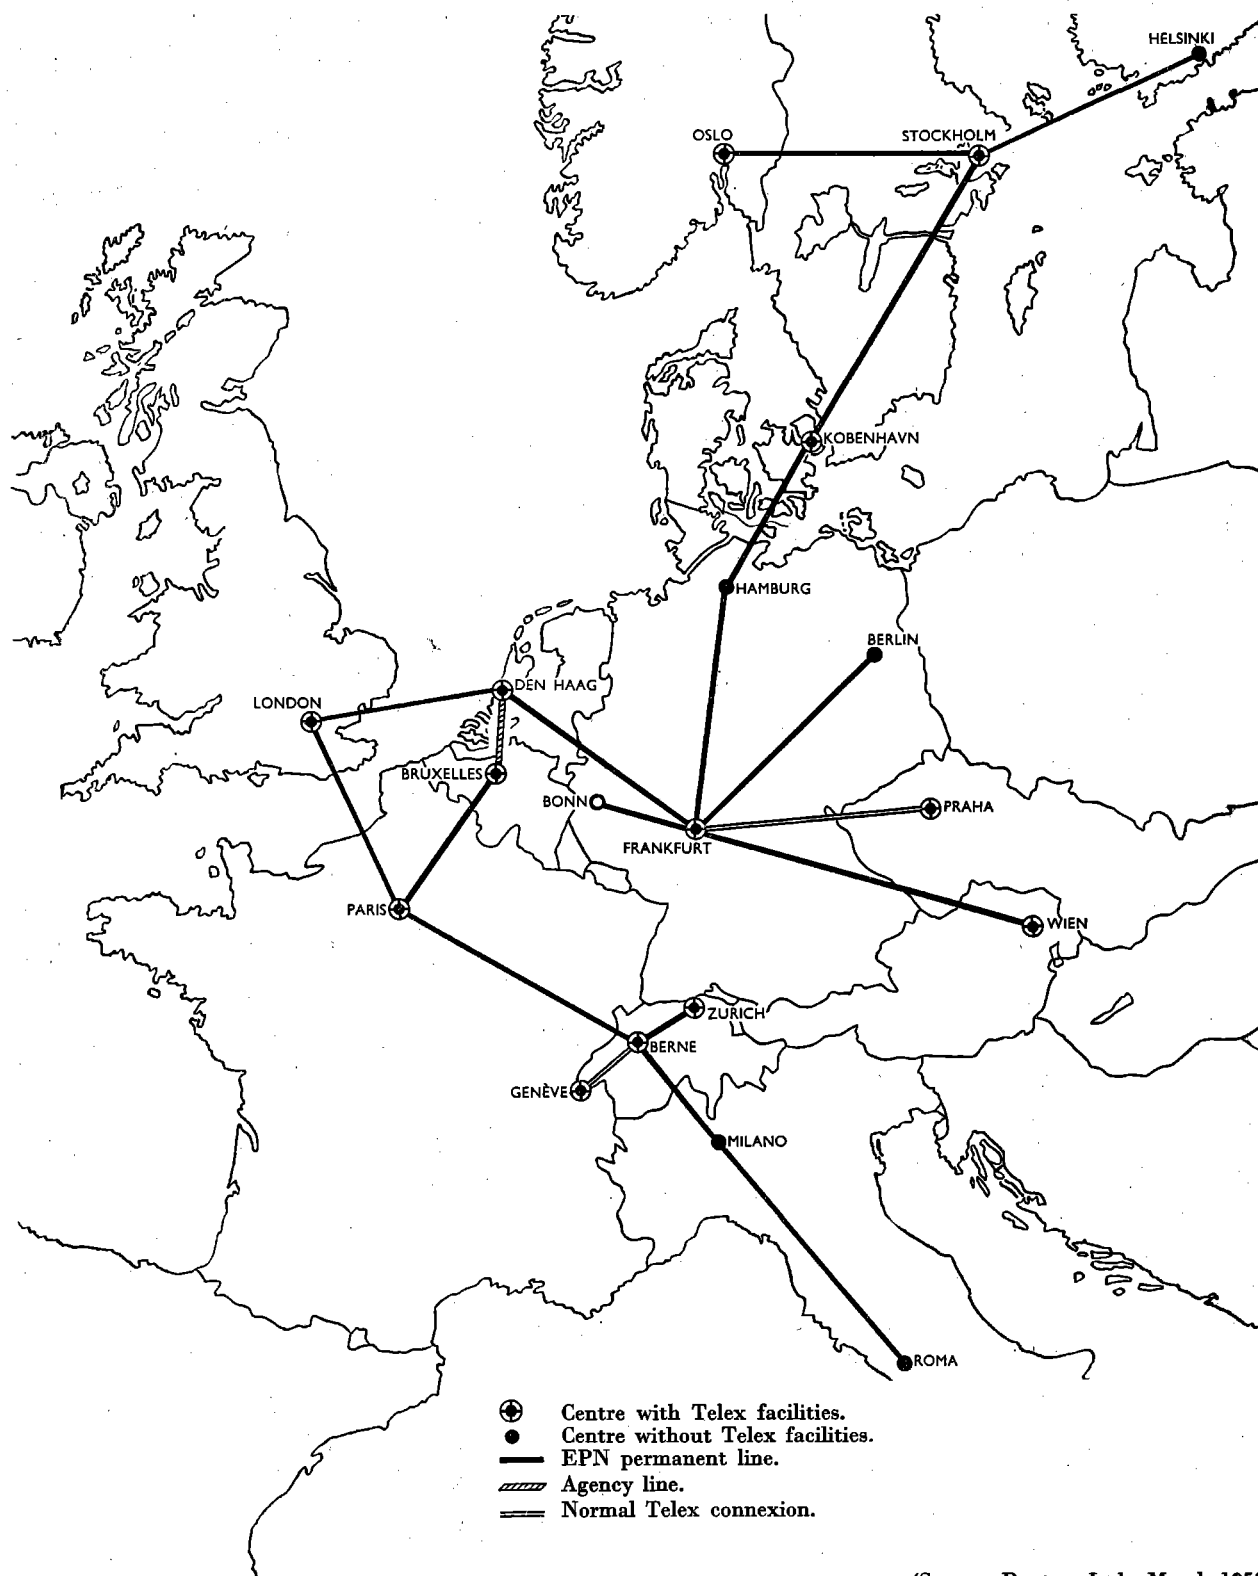 HELSINKI
OSLO
STOCKHOLM
KOBENHAVN
HAMBURG
BERLIN
DEN HAAG
LONDON
BRUXELLES
BONN
PRAHA
FRANKFURT
PARIS
WIEN
ZURICH
BERNE
GENÈVE
MILANO
ROMA
Centre with Telex facilities.
Centre without Telex facilities.
EPN permanent line.
Agency line.
Normal Telex connexion.